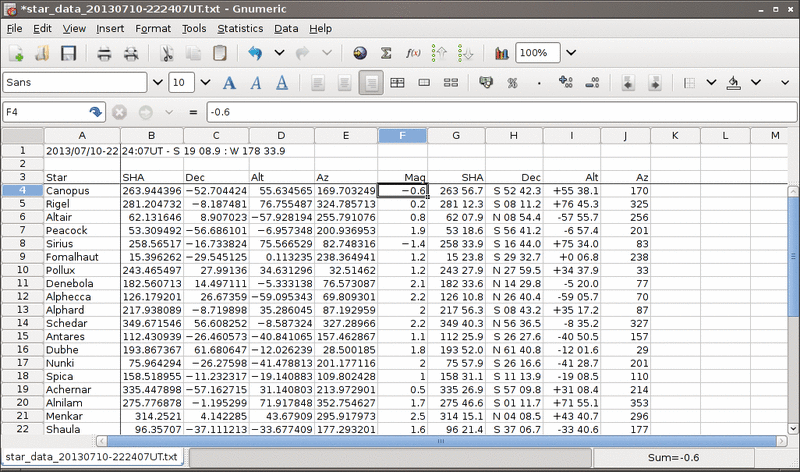 *star_data_20130710-222407UT.txt - Gnumeric
File Edit View Insert Format Tools Statistics Data Help
Σ f(x) 100%
Sans 10 A A A %
F4 = -0.6
A B C D E F G H I J K L M
1 2013/07/10-22 24:07UT - S 19 08.9 : W 178 33.9
2
3 Star SHA Dec Alt Az Mag SHA Dec Alt Az
4 Canopus 263.944396 −52.704424 55.634565 169.703249 −0.6 263 56.7 S 52 42.3 +55 38.1 170
5 Rigel 281.204732 −8.187481 76.755487 324.785713 0.2 281 12.3 S 08 11.2 +76 45.3 325
6 Altair 62.131646 8.907023 −57.928194 255.791076 0.8 62 07.9 N 08 54.4 -57 55.7 256
7 Peacock 53.309492 −56.686101 −6.957348 200.936953 1.9 53 18.6 S 56 41.2 -6 57.4 201
8 Sirius 258.56517 −16.733824 75.566529 82.748316 −1.4 258 33.9 S 16 44.0 +75 34.0 83
9 Fomalhaut 15.396262 −29.545125 0.113235 238.364941 1.2 15 23.8 S 29 32.7 +0 06.8 238
10 Pollux 243.465497 27.99136 34.631296 32.51462 1.2 243 27.9 N 27 59.5 +34 37.9 33
11 Denebola 182.560713 14.497111 −5.333138 76.573087 2.1 182 33.6 N 14 29.8 -5 20.0 77
12 Alphecca 126.179201 26.67359 −59.095343 69.809301 2.2 126 10.8 N 26 40.4 -59 05.7 70
13 Alphard 217.938089 −8.719898 35.286045 87.192959 2 217 56.3 S 08 43.2 +35 17.2 87
14 Schedar 349.671546 56.608252 −8.587324 327.28966 2.2 349 40.3 N 56 36.5 -8 35.2 327
15 Antares 112.430939 −26.460573 −40.841065 157.462867 1.1 112 25.9 S 26 27.6 -40 50.5 157
16 Dubhe 193.867367 61.680647 −12.026239 28.500185 1.8 193 52.0 N 61 40.8 -12 01.6 29
17 Nunki 75.964294 −26.27598 −41.478813 201.177116 2 75 57.9 S 26 16.6 -41 28.7 201
18 Spica 158.518955 −11.232317 −19.140883 109.802428 1 158 31.1 S 11 13.9 -19 08.5 110
19 Achernar 335.447898 −57.162715 31.140803 213.972901 0.5 335 26.9 S 57 09.8 +31 08.4 214
20 Alnilam 275.776878 −1.195299 71.917848 352.754627 1.7 275 46.6 S 01 11.7 +71 55.1 353
21 Menkar 314.2521 4.142285 43.67909 295.917973 2.5 314 15.1 N 04 08.5 +43 40.7 296
22 Shaula 96.35707 −37.111213 −33.677409 177.293201 1.6 96 21.4 S 37 06.7 -33 40.6 177
star_data_20130710-222407UT.txt Sum=-0.6